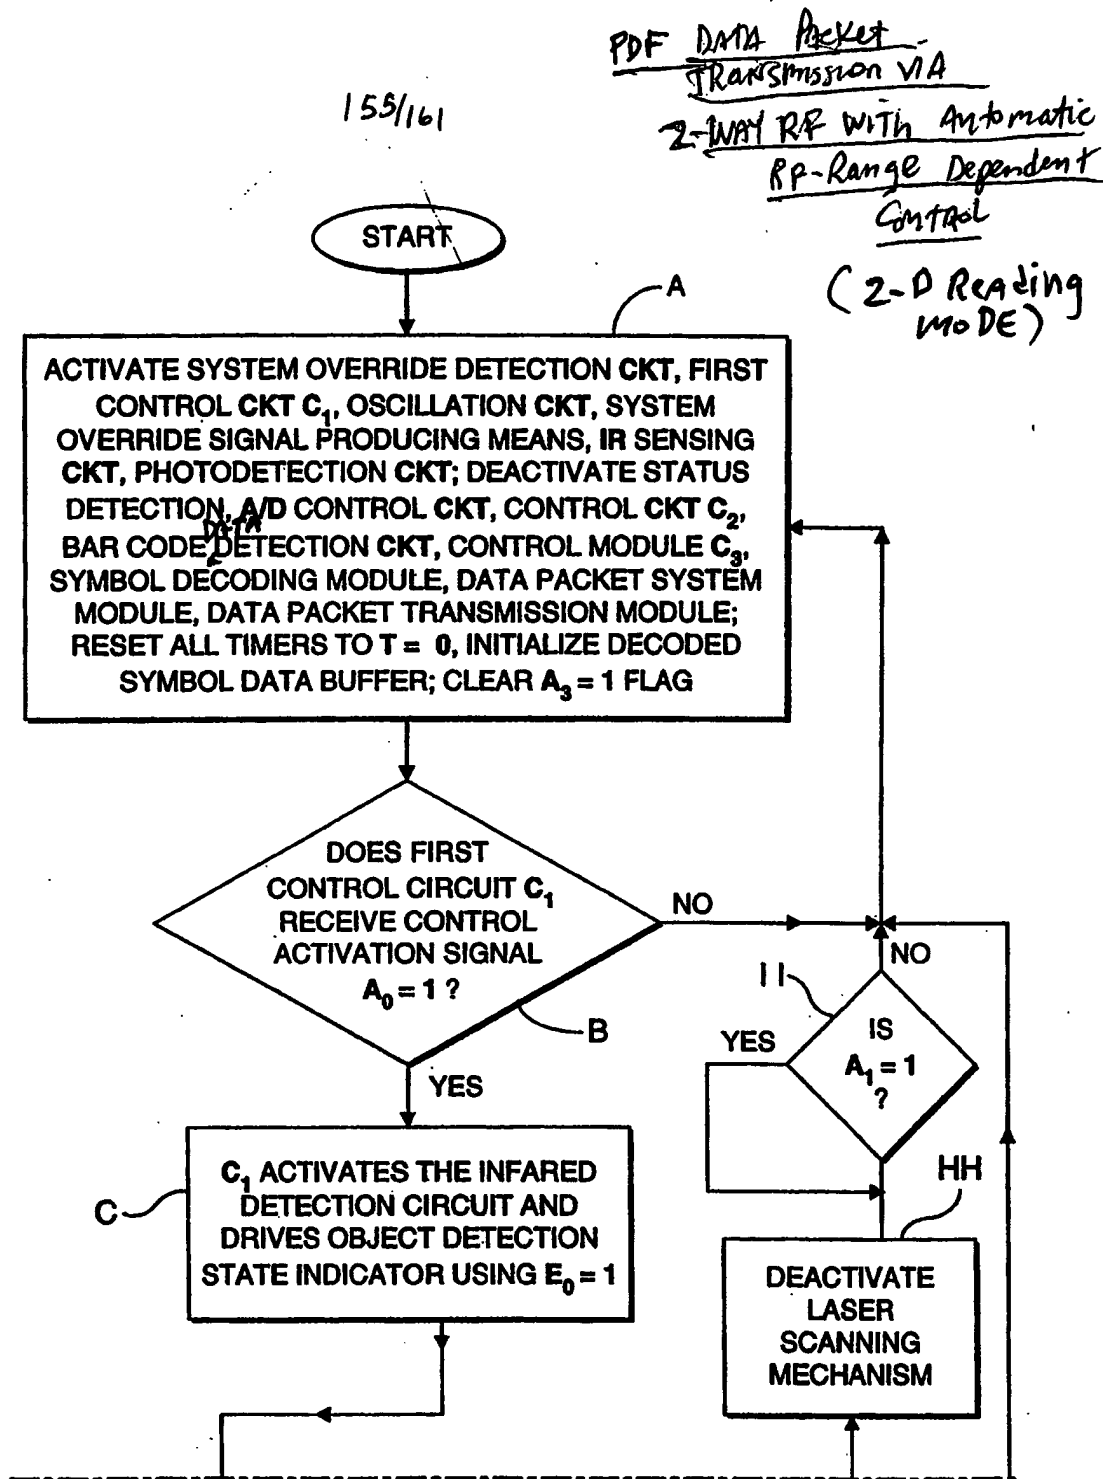 PDF DATA Packet
TRansmssion VIA
2-WAY RF WITH Automatic
RF-Range Dependent
Control
(2-D Reading
MODE)
155/161
START
A
ACTIVATE SYSTEM OVERRIDE DETECTION CKT, FIRST
CONTROL CKT C₁, OSCILLATION CKT, SYSTEM
OVERRIDE SIGNAL PRODUCING MEANS, IR SENSING
CKT, PHOTODETECTION CKT; DEACTIVATE STATUS
DETECTION, A/D CONTROL CKT, CONTROL CKT C₂,
DATA
BAR CODE DETECTION CKT, CONTROL MODULE C₃,
SYMBOL DECODING MODULE, DATA PACKET SYSTEM
MODULE, DATA PACKET TRANSMISSION MODULE;
RESET ALL TIMERS TO T = 0, INITIALIZE DECODED
SYMBOL DATA BUFFER; CLEAR A₃ = 1 FLAG
DOES FIRST
CONTROL CIRCUIT C₁
RECEIVE CONTROL
ACTIVATION SIGNAL
A₀ = 1 ?
NO
B
YES
NO
II
YES
IS
A₁ = 1
?
C
C₁ ACTIVATES THE INFARED
DETECTION CIRCUIT AND
DRIVES OBJECT DETECTION
STATE INDICATOR USING E₀ = 1
HH
DEACTIVATE
LASER
SCANNING
MECHANISM